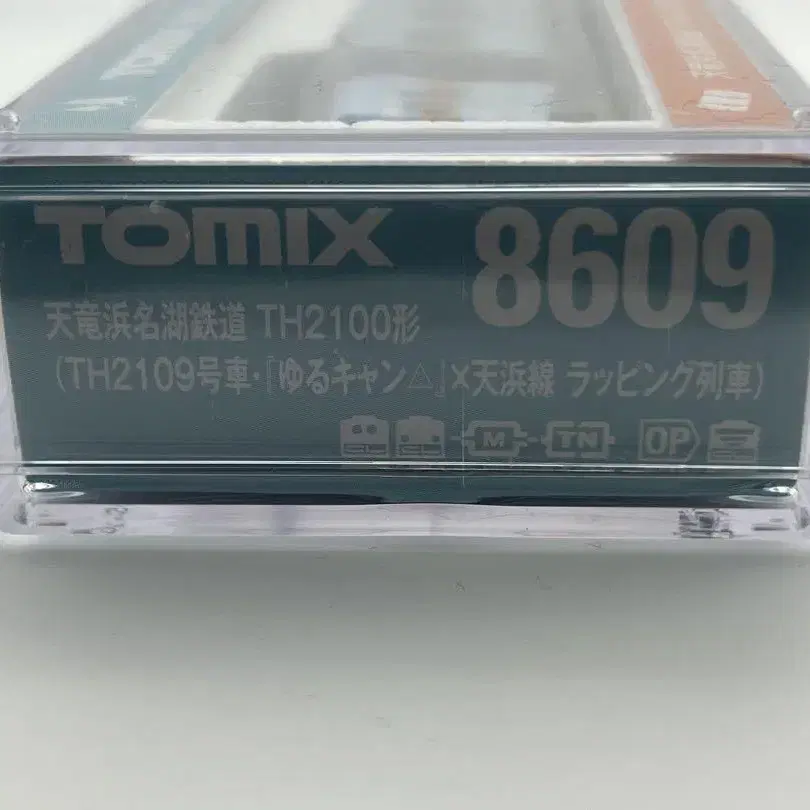 TOMIX 8609
天竜浜名湖鉄道 TH2100形
(TH2109号車・『ゆるキャン△』×天浜線 ラッピング列車)
M TN OP